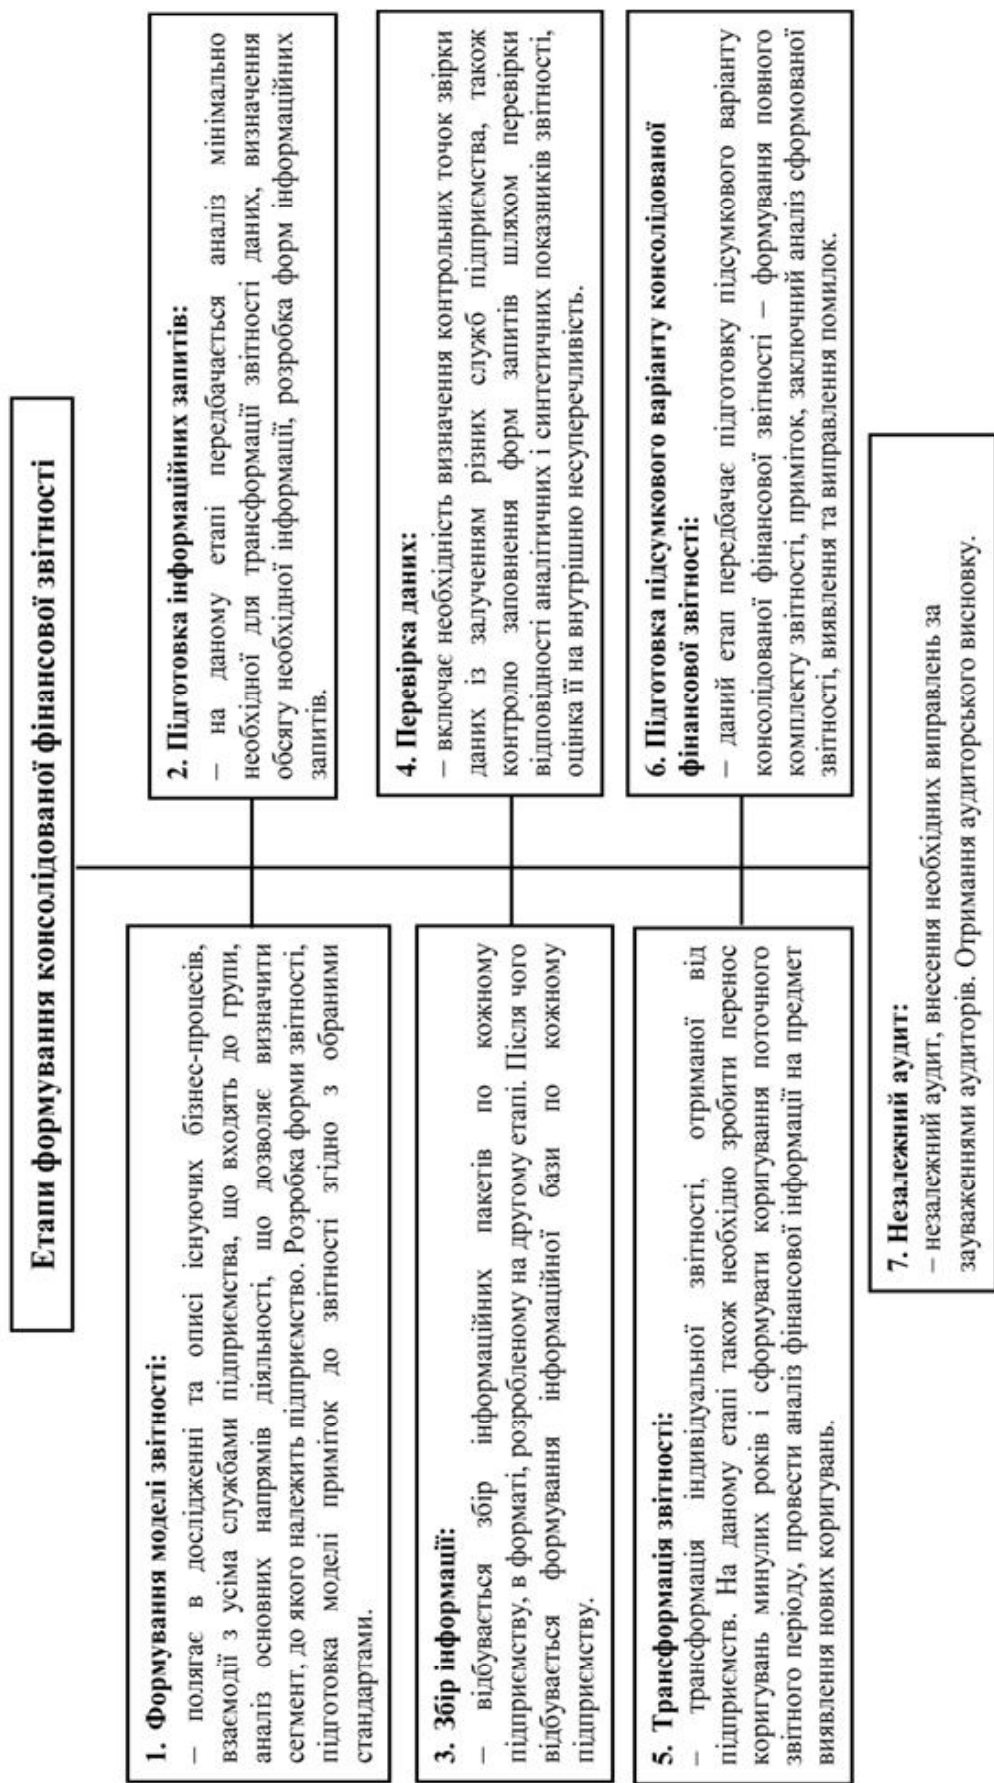 Етапи формування консолідованої фінансової звітності
1. Формування моделі звітності:
– полягає в дослідженні та описі існуючих бізнес-процесів,
взаємодії з усіма службами підприємства, що входять до групи,
аналіз основних напрямів діяльності, що дозволяє визначити
сегмент, до якого належить підприємство. Розробка форми звітності,
підготовка моделі приміток до звітності згідно з обраними
стандартами.
2. Підготовка інформаційних запитів:
– на даному етапі передбачається аналіз мінімально
необхідної для трансформації звітності даних, визначення
обсягу необхідної інформації, розробка форм інформаційних
запитів.
3. Збір інформації:
– відбувається збір інформаційних пакетів по кожному
підприємству, в форматі, розробленому на другому етапі. Після чого
відбувається формування інформаційної бази по кожному
підприємству.
4. Перевірка даних:
– включає необхідність визначення контрольних точок звірки
даних із залученням різних служб підприємства, також
контролю заповнення форм запитів шляхом перевірки
відповідності аналітичних і синтетичних показників звітності,
оцінка її на внутрішню несуперечливість.
5. Трансформація звітності:
– трансформація індивідуальної звітності, отриманої від
підприємств. На даному етапі також необхідно зробити перенос
коригувань минулих років і сформувати коригування поточного
звітного періоду, провести аналіз фінансової інформації на предмет
виявлення нових коригувань.
6. Підготовка підсумкового варіанту консолідованої
фінансової звітності:
– даний етап передбачає підготовку підсумкового варіанту
консолідованої фінансової звітності – формування повного
комплекту звітності, приміток, заключний аналіз сформованої
звітності, виявлення та виправлення помилок.
7. Незалежний аудит:
– незалежний аудит, внесення необхідних виправлень за
зауваженнями аудиторів. Отримання аудиторського висновку.